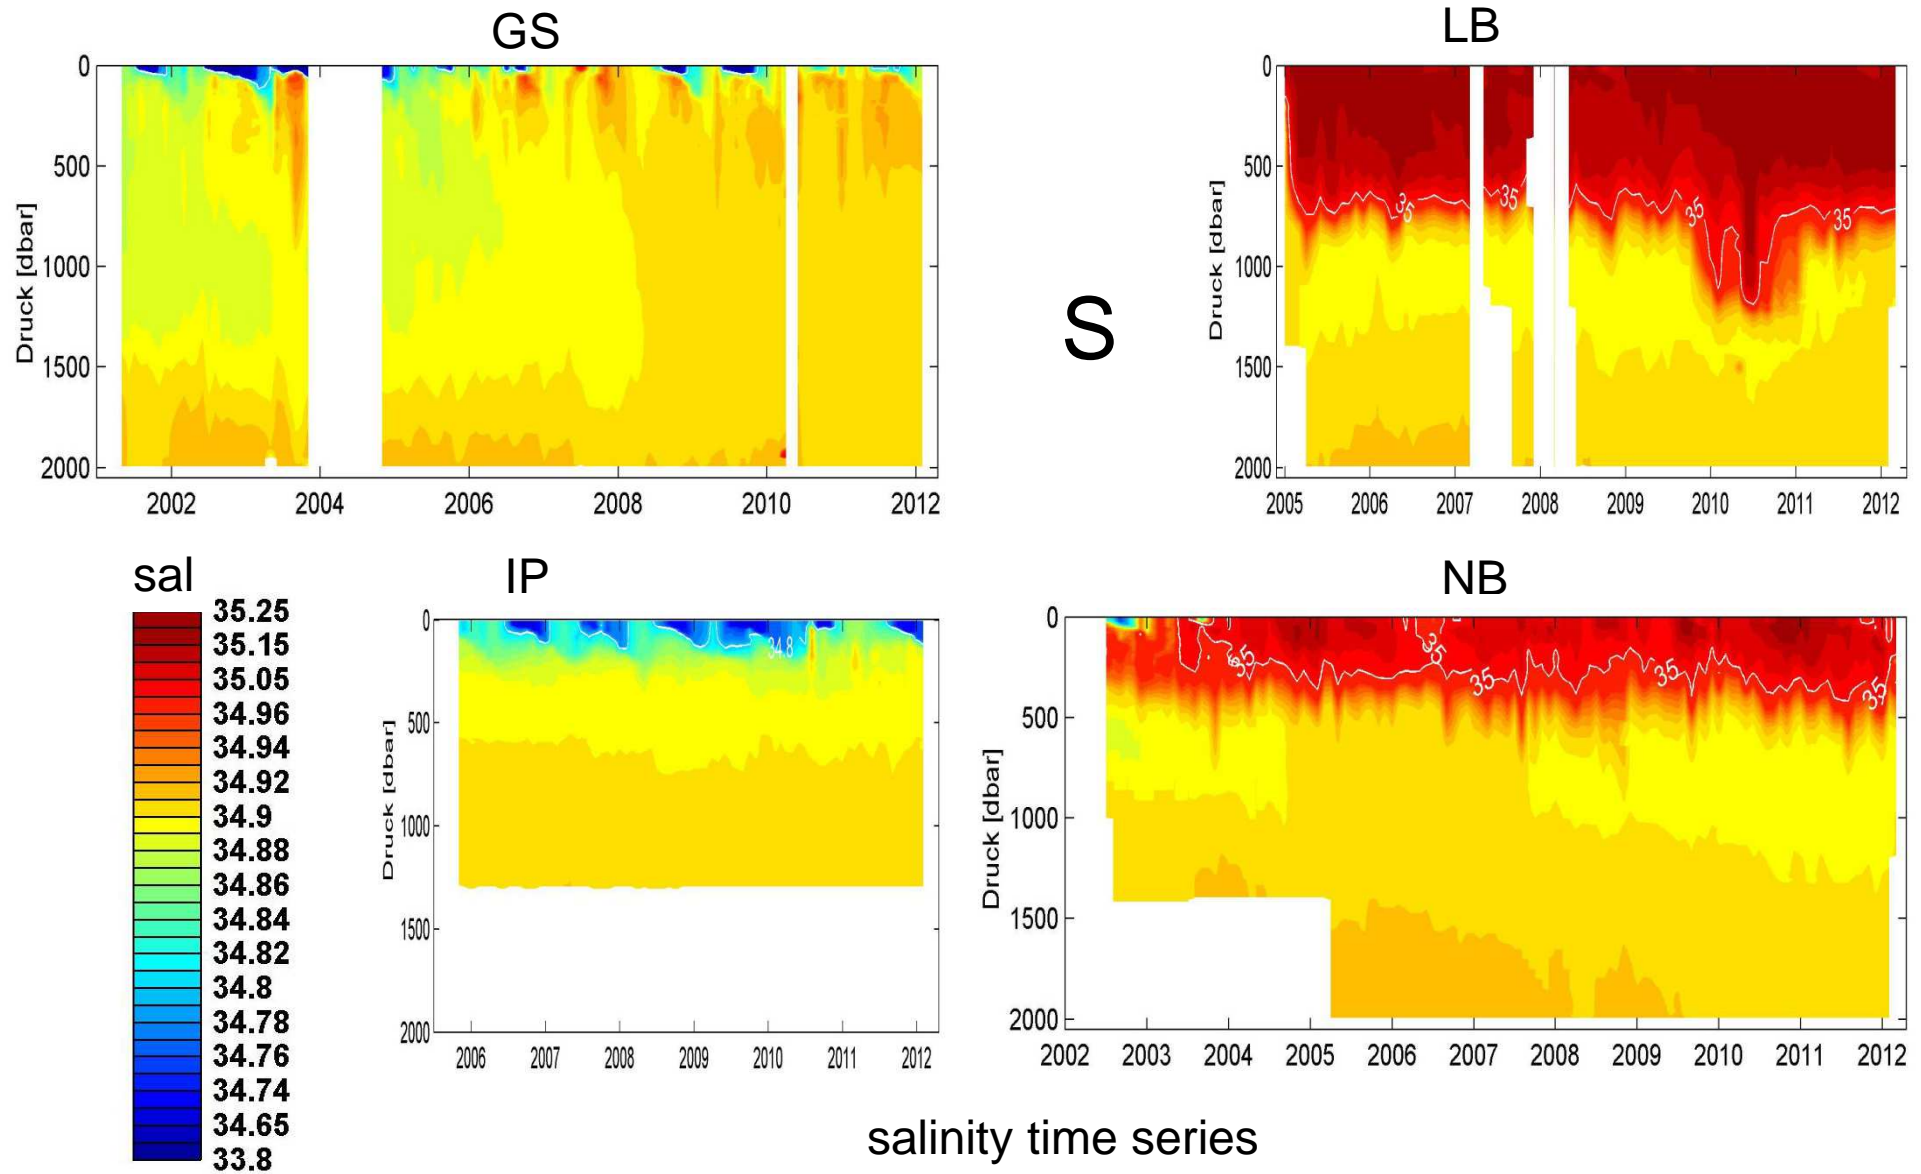 GS
0
500
1000
1500
2000
Druck [dbar]
2002 2004 2006 2008 2010 2012
LB
0
500
1000
1500
2000
Druck [dbar]
35 35 35 35
2005 2006 2007 2008 2009 2010 2011 2012
S
sal
35.25
35.15
35.05
34.96
34.94
34.92
34.9
34.88
34.86
34.84
34.82
34.8
34.78
34.76
34.74
34.65
33.8
IP
0
500
1000
1500
2000
Druck [dbar]
34.8
2006 2007 2008 2009 2010 2011 2012
NB
0
500
1000
1500
2000
Druck [dbar]
35 35 35 35 35
2002 2003 2004 2005 2006 2007 2008 2009 2010 2011 2012
salinity time series